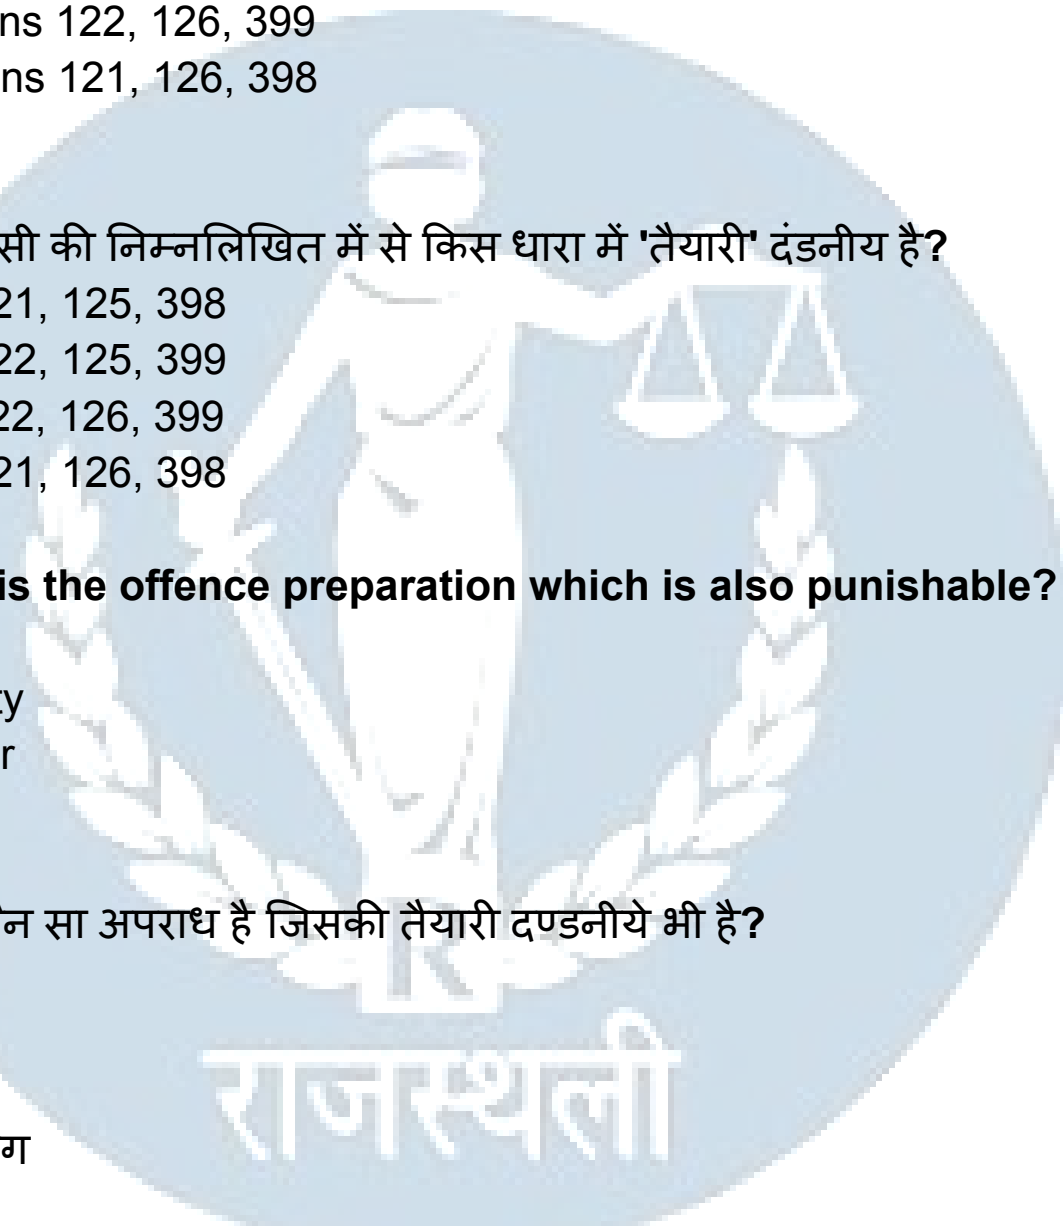 ns 122, 126, 399
ns 121, 126, 398
सी की निम्नलिखित में से किस धारा में 'तैयारी' दंडनीय है?
21, 125, 398
22, 125, 399
22, 126, 399
21, 126, 398
is the offence preparation which is also punishable?
ty
r
न सा अपराध है जिसकी तैयारी दण्डनीये भी है?
राजस्थली
ग